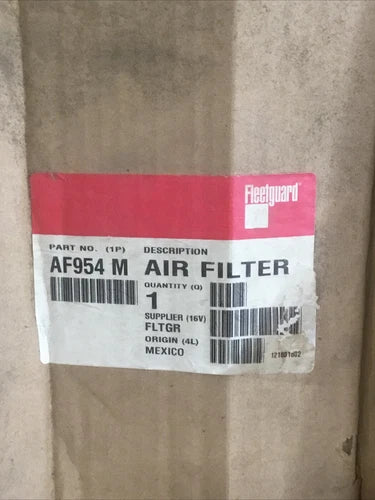 Fleetguard
PART NO. (1P) DESCRIPTION
AF954 M AIR FILTER
QUANTITY (Q)
1
SUPPLIER (16V)
FLTGR
ORIGIN (4L)
MEXICO